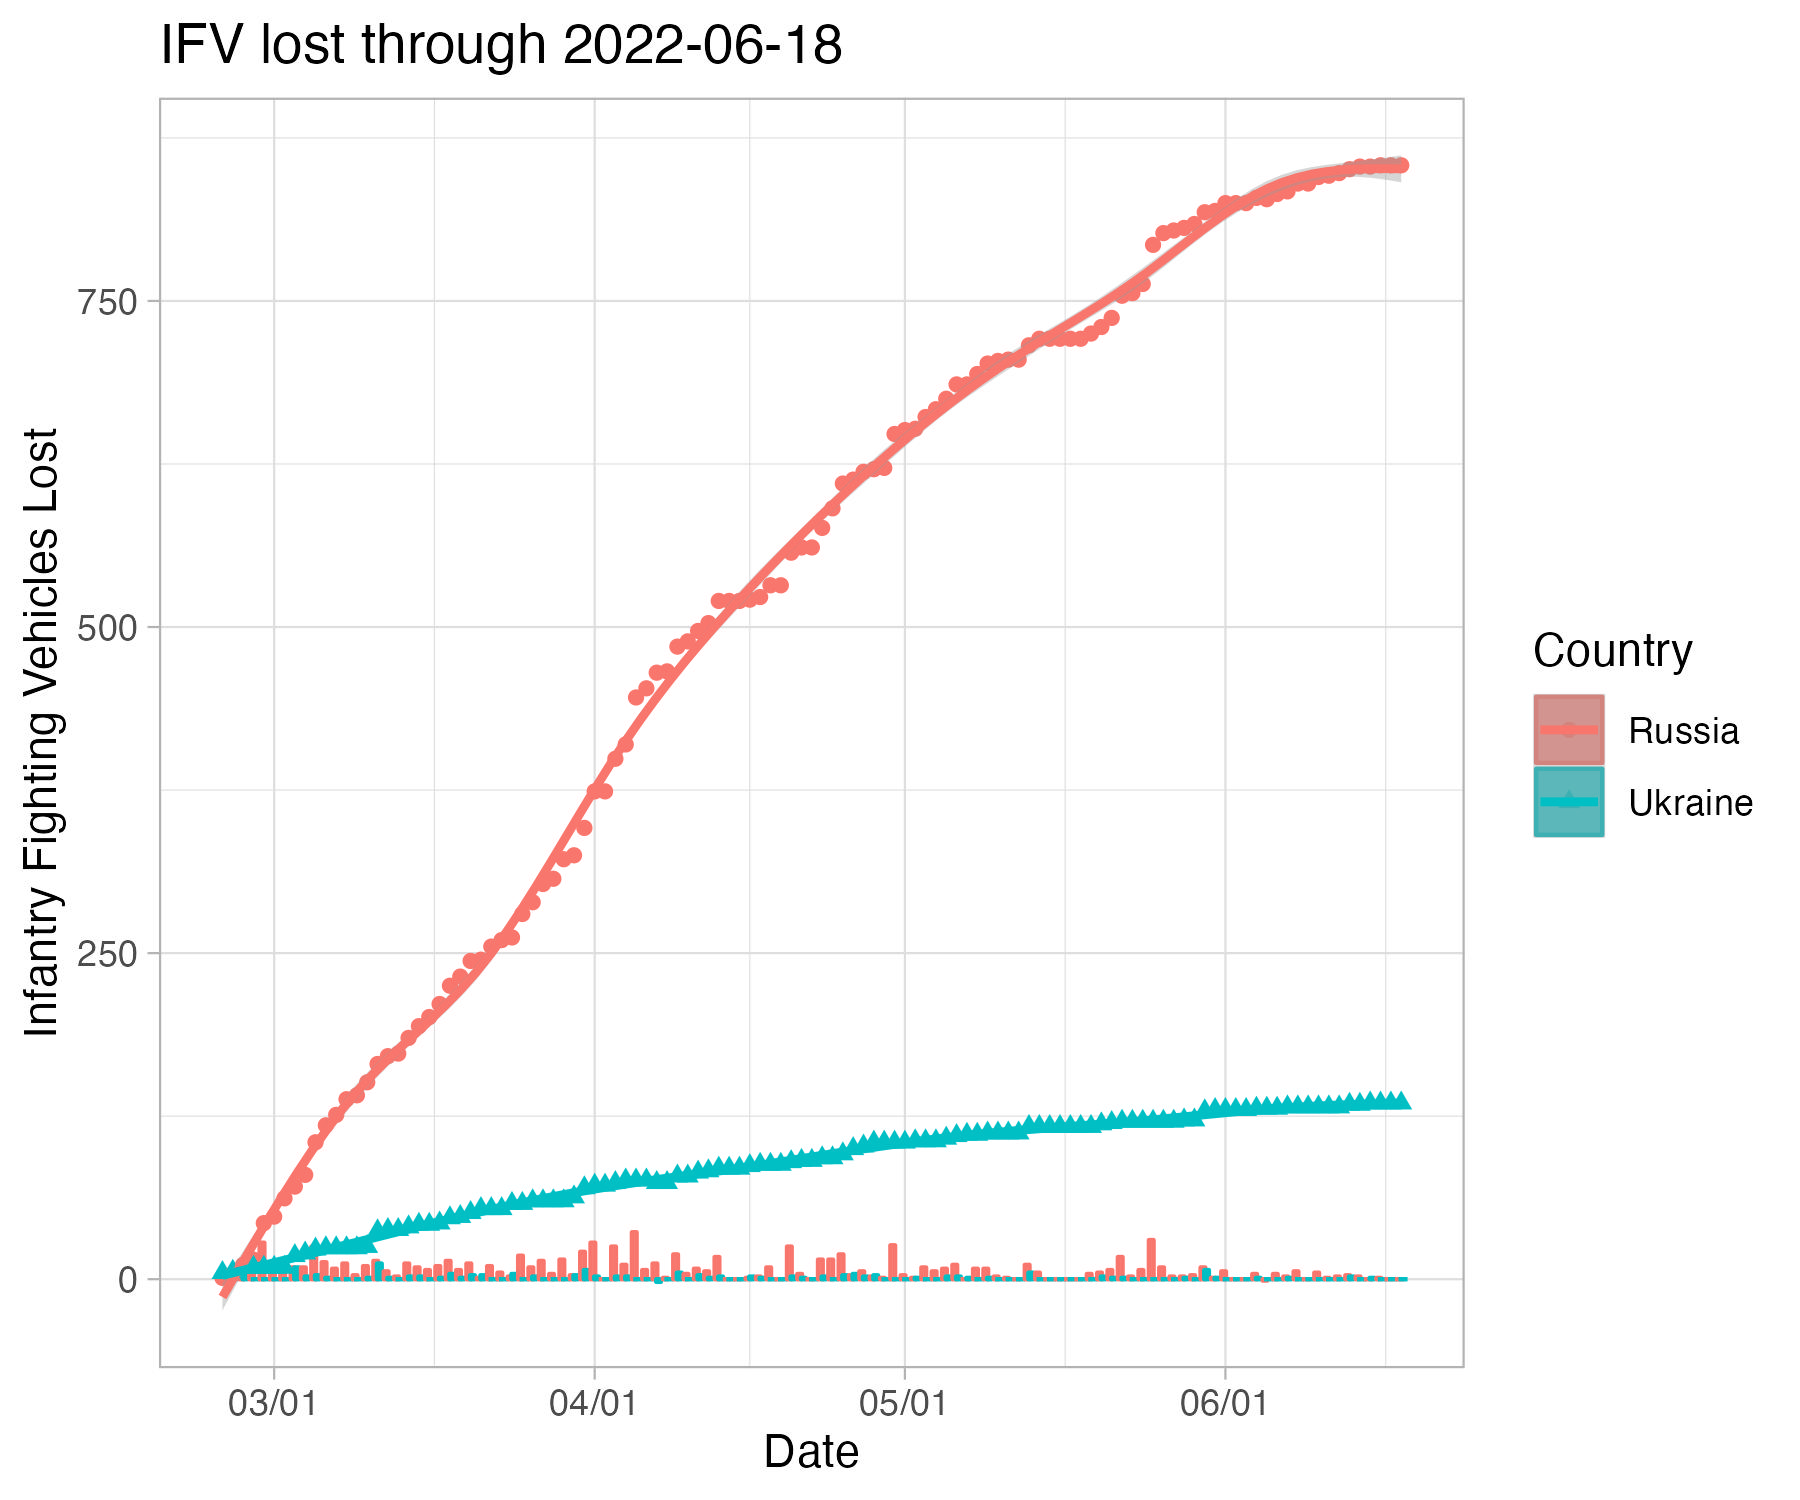 IFV lost through 2022-06-18
Infantry Fighting Vehicles Lost
750
500
250
0
03/01
04/01
05/01
06/01
Date
Country
Russia
Ukraine